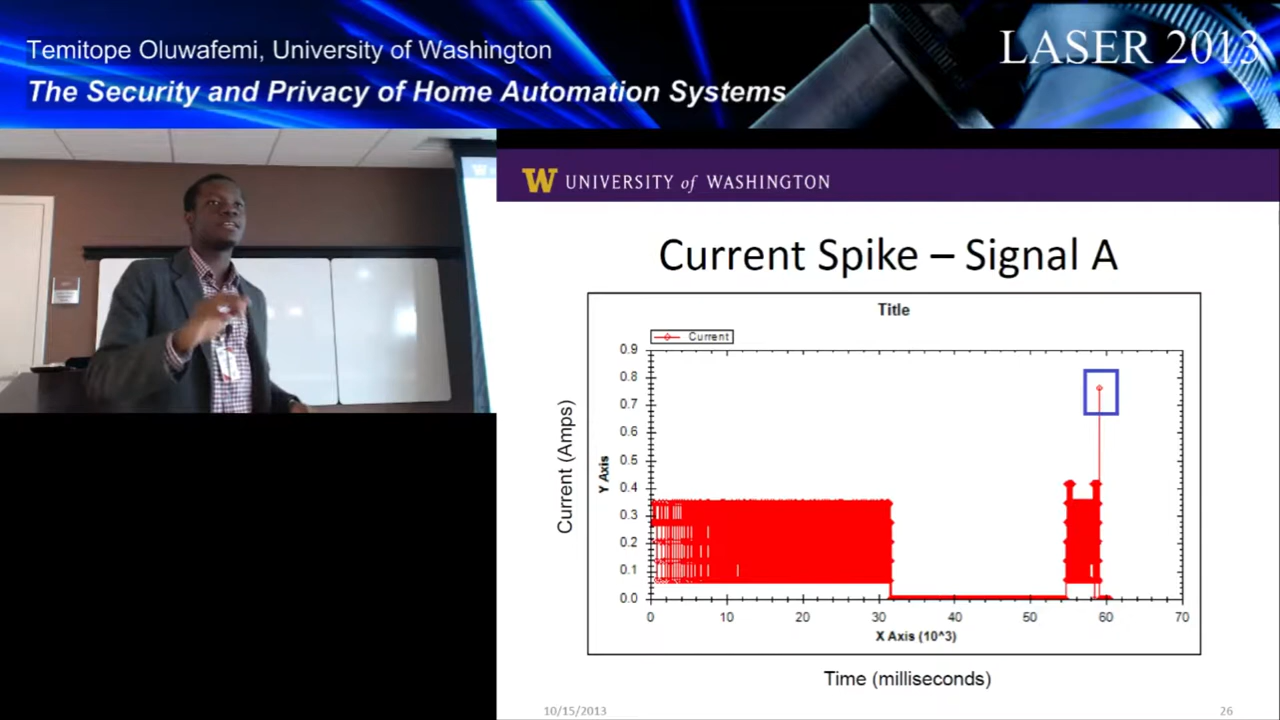 Temitope Oluwafemi, University of Washington
The Security and Privacy of Home Automation Systems
LASER 2013
W UNIVERSITY of WASHINGTON
Current Spike – Signal A
Title
Current
0.9
0.8
0.7
0.6
0.5
0.4
0.3
0.2
0.1
0.0
Y Axis
Current (Amps)
0 10 20 30 40 50 60 70
X Axis (10^3)
Time (milliseconds)
10/15/2013
26